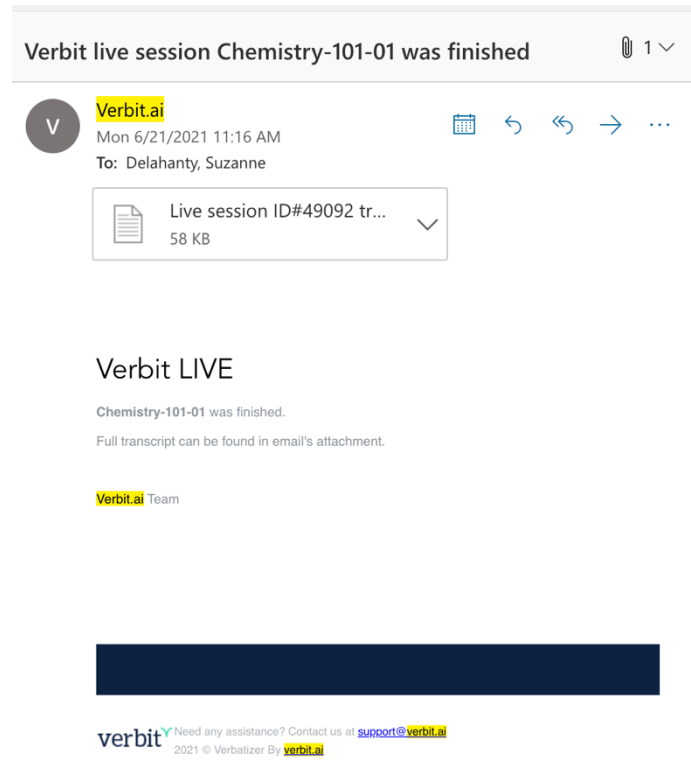 Verbit live session Chemistry-101-01 was finished
1
V
Verbit.ai
Mon 6/21/2021 11:16 AM
To: Delahanty, Suzanne
Live session ID#49092 tr...
58 KB
Verbit LIVE
Chemistry-101-01 was finished.
Full transcript can be found in email's attachment.
Verbit.ai Team
verbit
Need any assistance? Contact us at support@verbit.ai
2021 © Verbatizer By verbit.ai